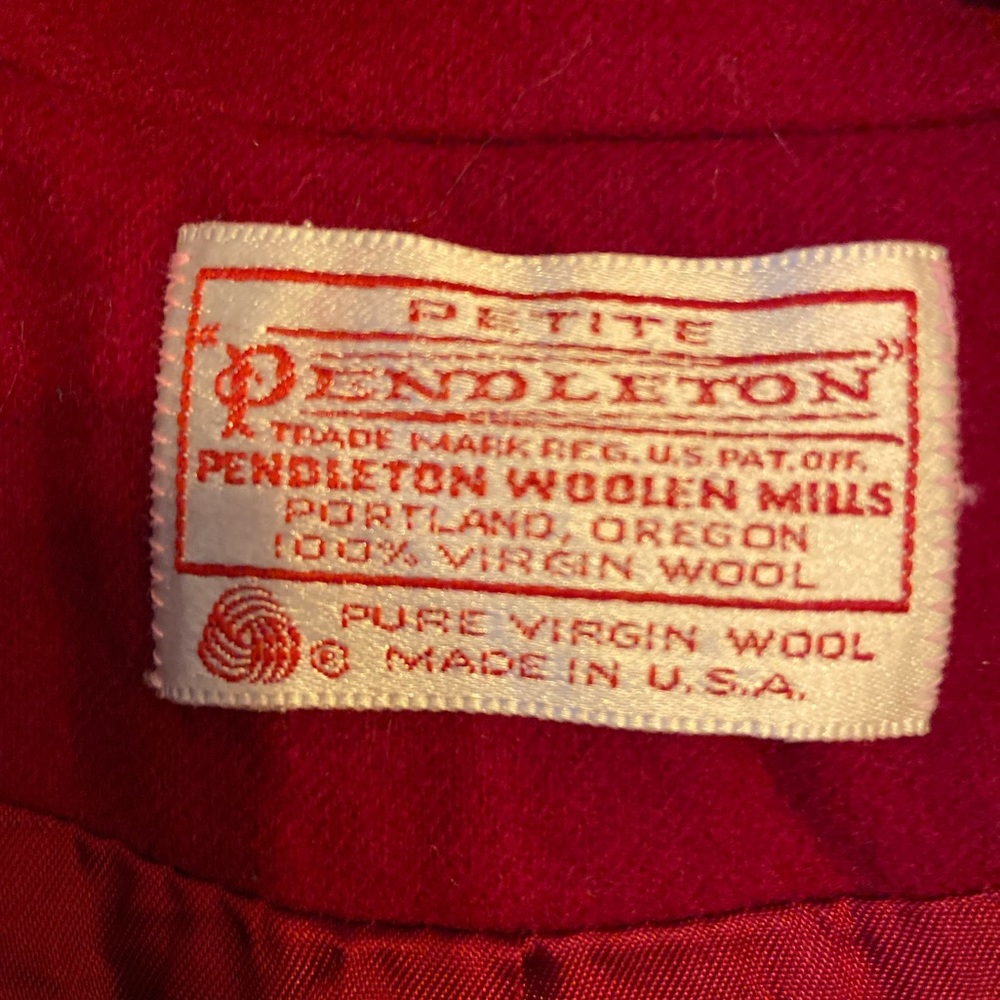 PETITE
"PENDLETON"
TRADE MARK REG. U.S. PAT. OFF.
PENDLETON WOOLEN MILLS
PORTLAND, OREGON
100% VIRGIN WOOL
® PURE VIRGIN WOOL
MADE IN U.S.A.